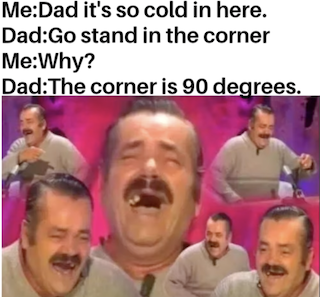 Me:Dad it's so cold in here.
Dad:Go stand in the corner
Me:Why?
Dad:The corner is 90 degrees.